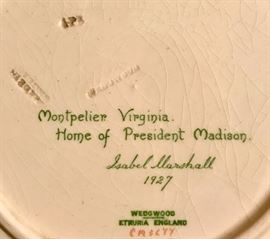 Montpelier Virginia.
Home of President Madison.
Isabel Marshall
1927
WEDGWOOD
ETRURIA ENGLAND